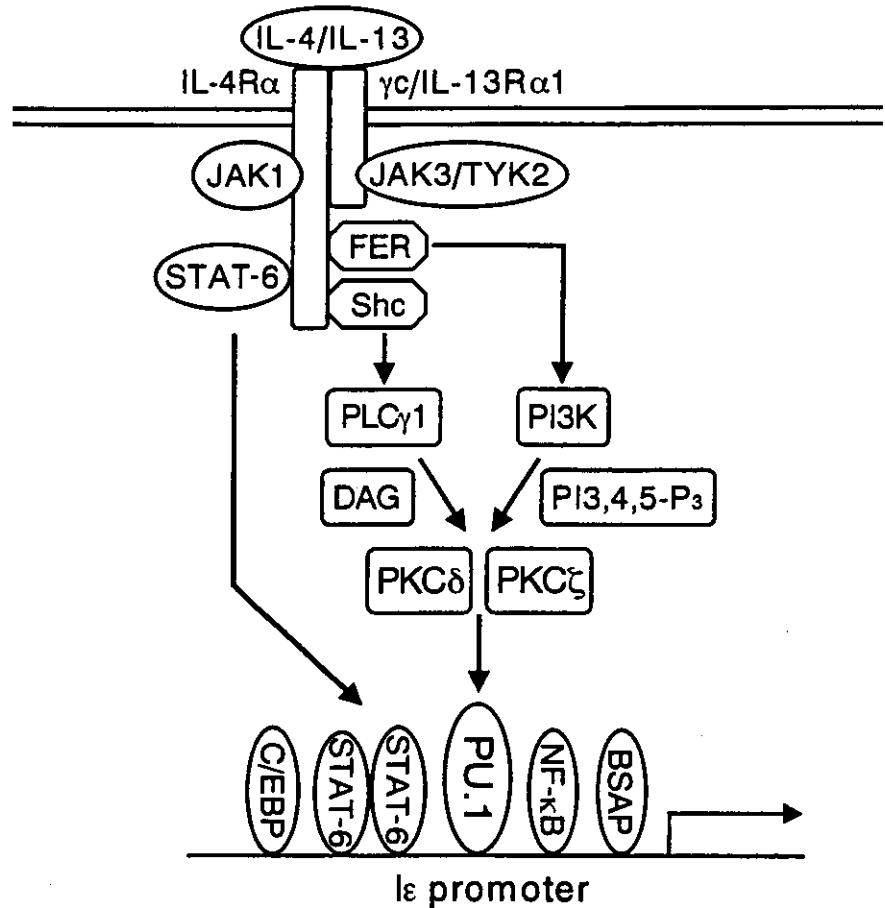 IL-4/IL-13
IL-4Rα
γc/IL-13Rα1
JAK1
JAK3/TYK2
FER
STAT-6
Shc
PLCγ1
PI3K
DAG
PI3,4,5-P₃
PKCδ
PKCζ
C/EBP
STAT-6
STAT-6
PU.1
NF-κB
BSAP
Iε promoter